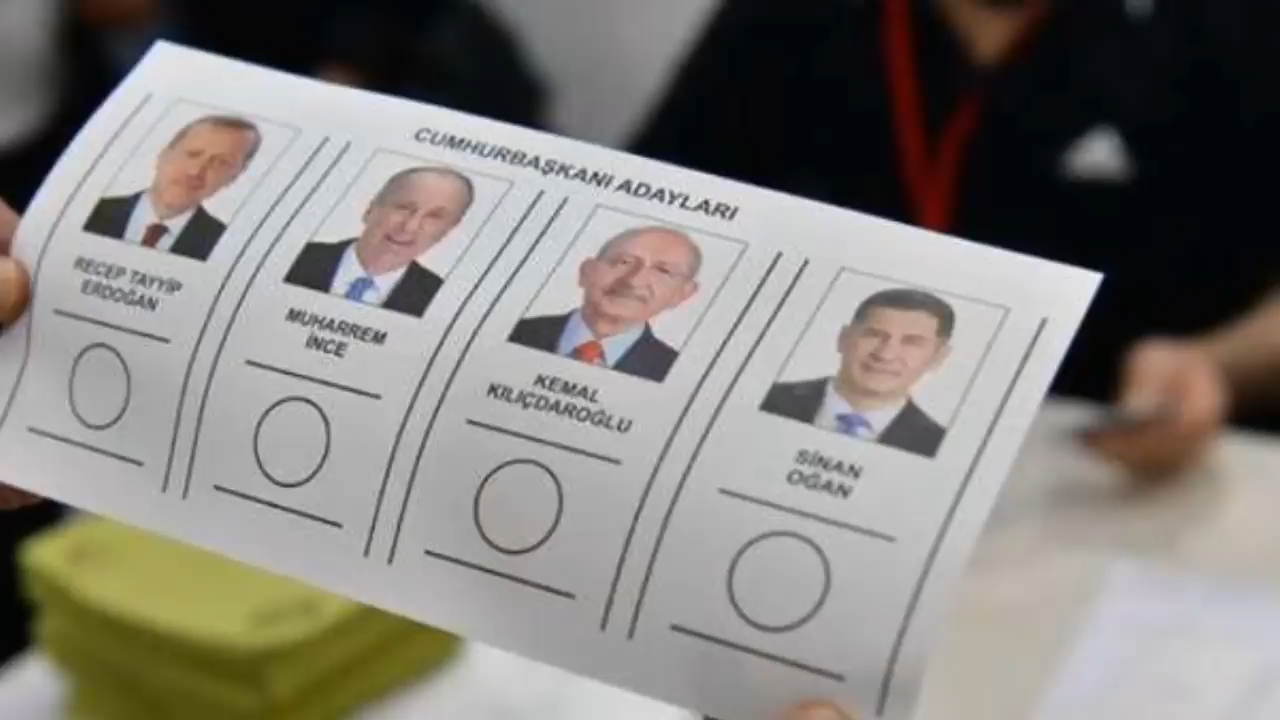 CUMHURBAŞKANI ADAYLARI
RECEP TAYYİP
ERDOĞAN
MUHARREM
İNCE
KEMAL
KILIÇDAROĞLU
SİNAN
OĞAN